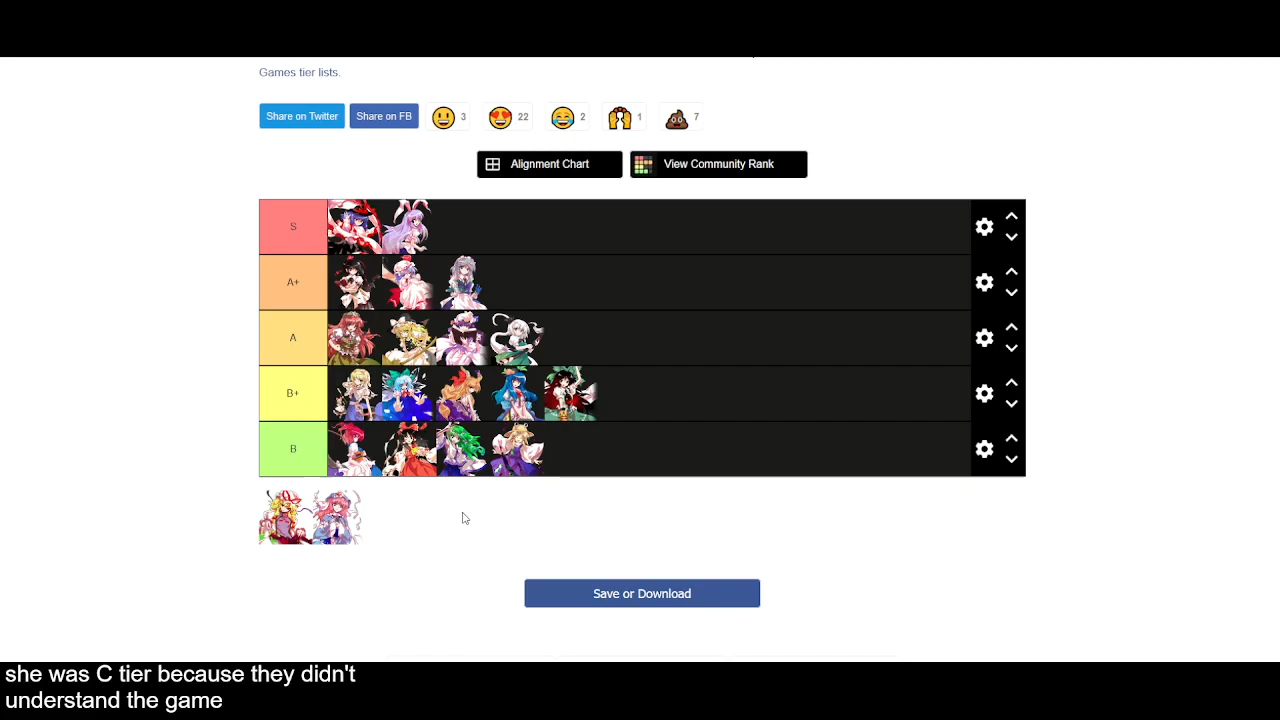 Games tier lists.
Share on Twitter
Share on FB
3
22
2
1
7
Alignment Chart
View Community Rank
S
A+
A
B+
B
Save or Download
she was C tier because they didn't
understand the game